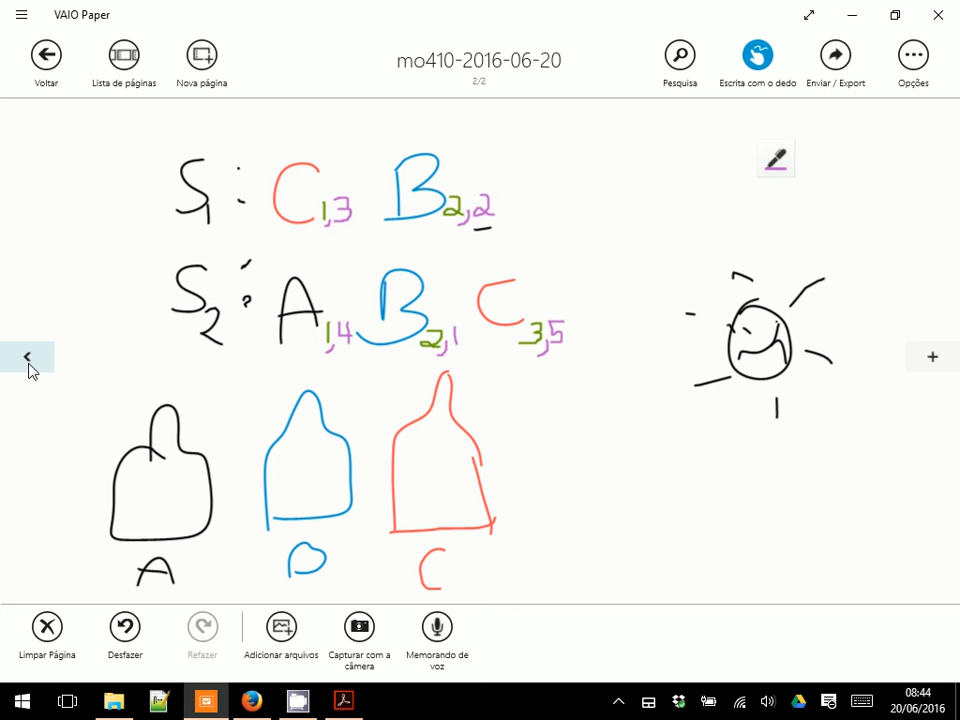 VAIO Paper
mo410-2016-06-20
2/2
Voltar
Lista de páginas
Nova página
Pesquisa
Escrita com o dedo
Enviar / Export
Opções
S1: C1,3 B2,2
S2: A1,4 B2,1 C3,5
A
C
Limpar Página
Desfazer
Refazer
Adicionar arquivos
Capturar com a
câmera
Memorando de
voz
08:44
20/06/2016